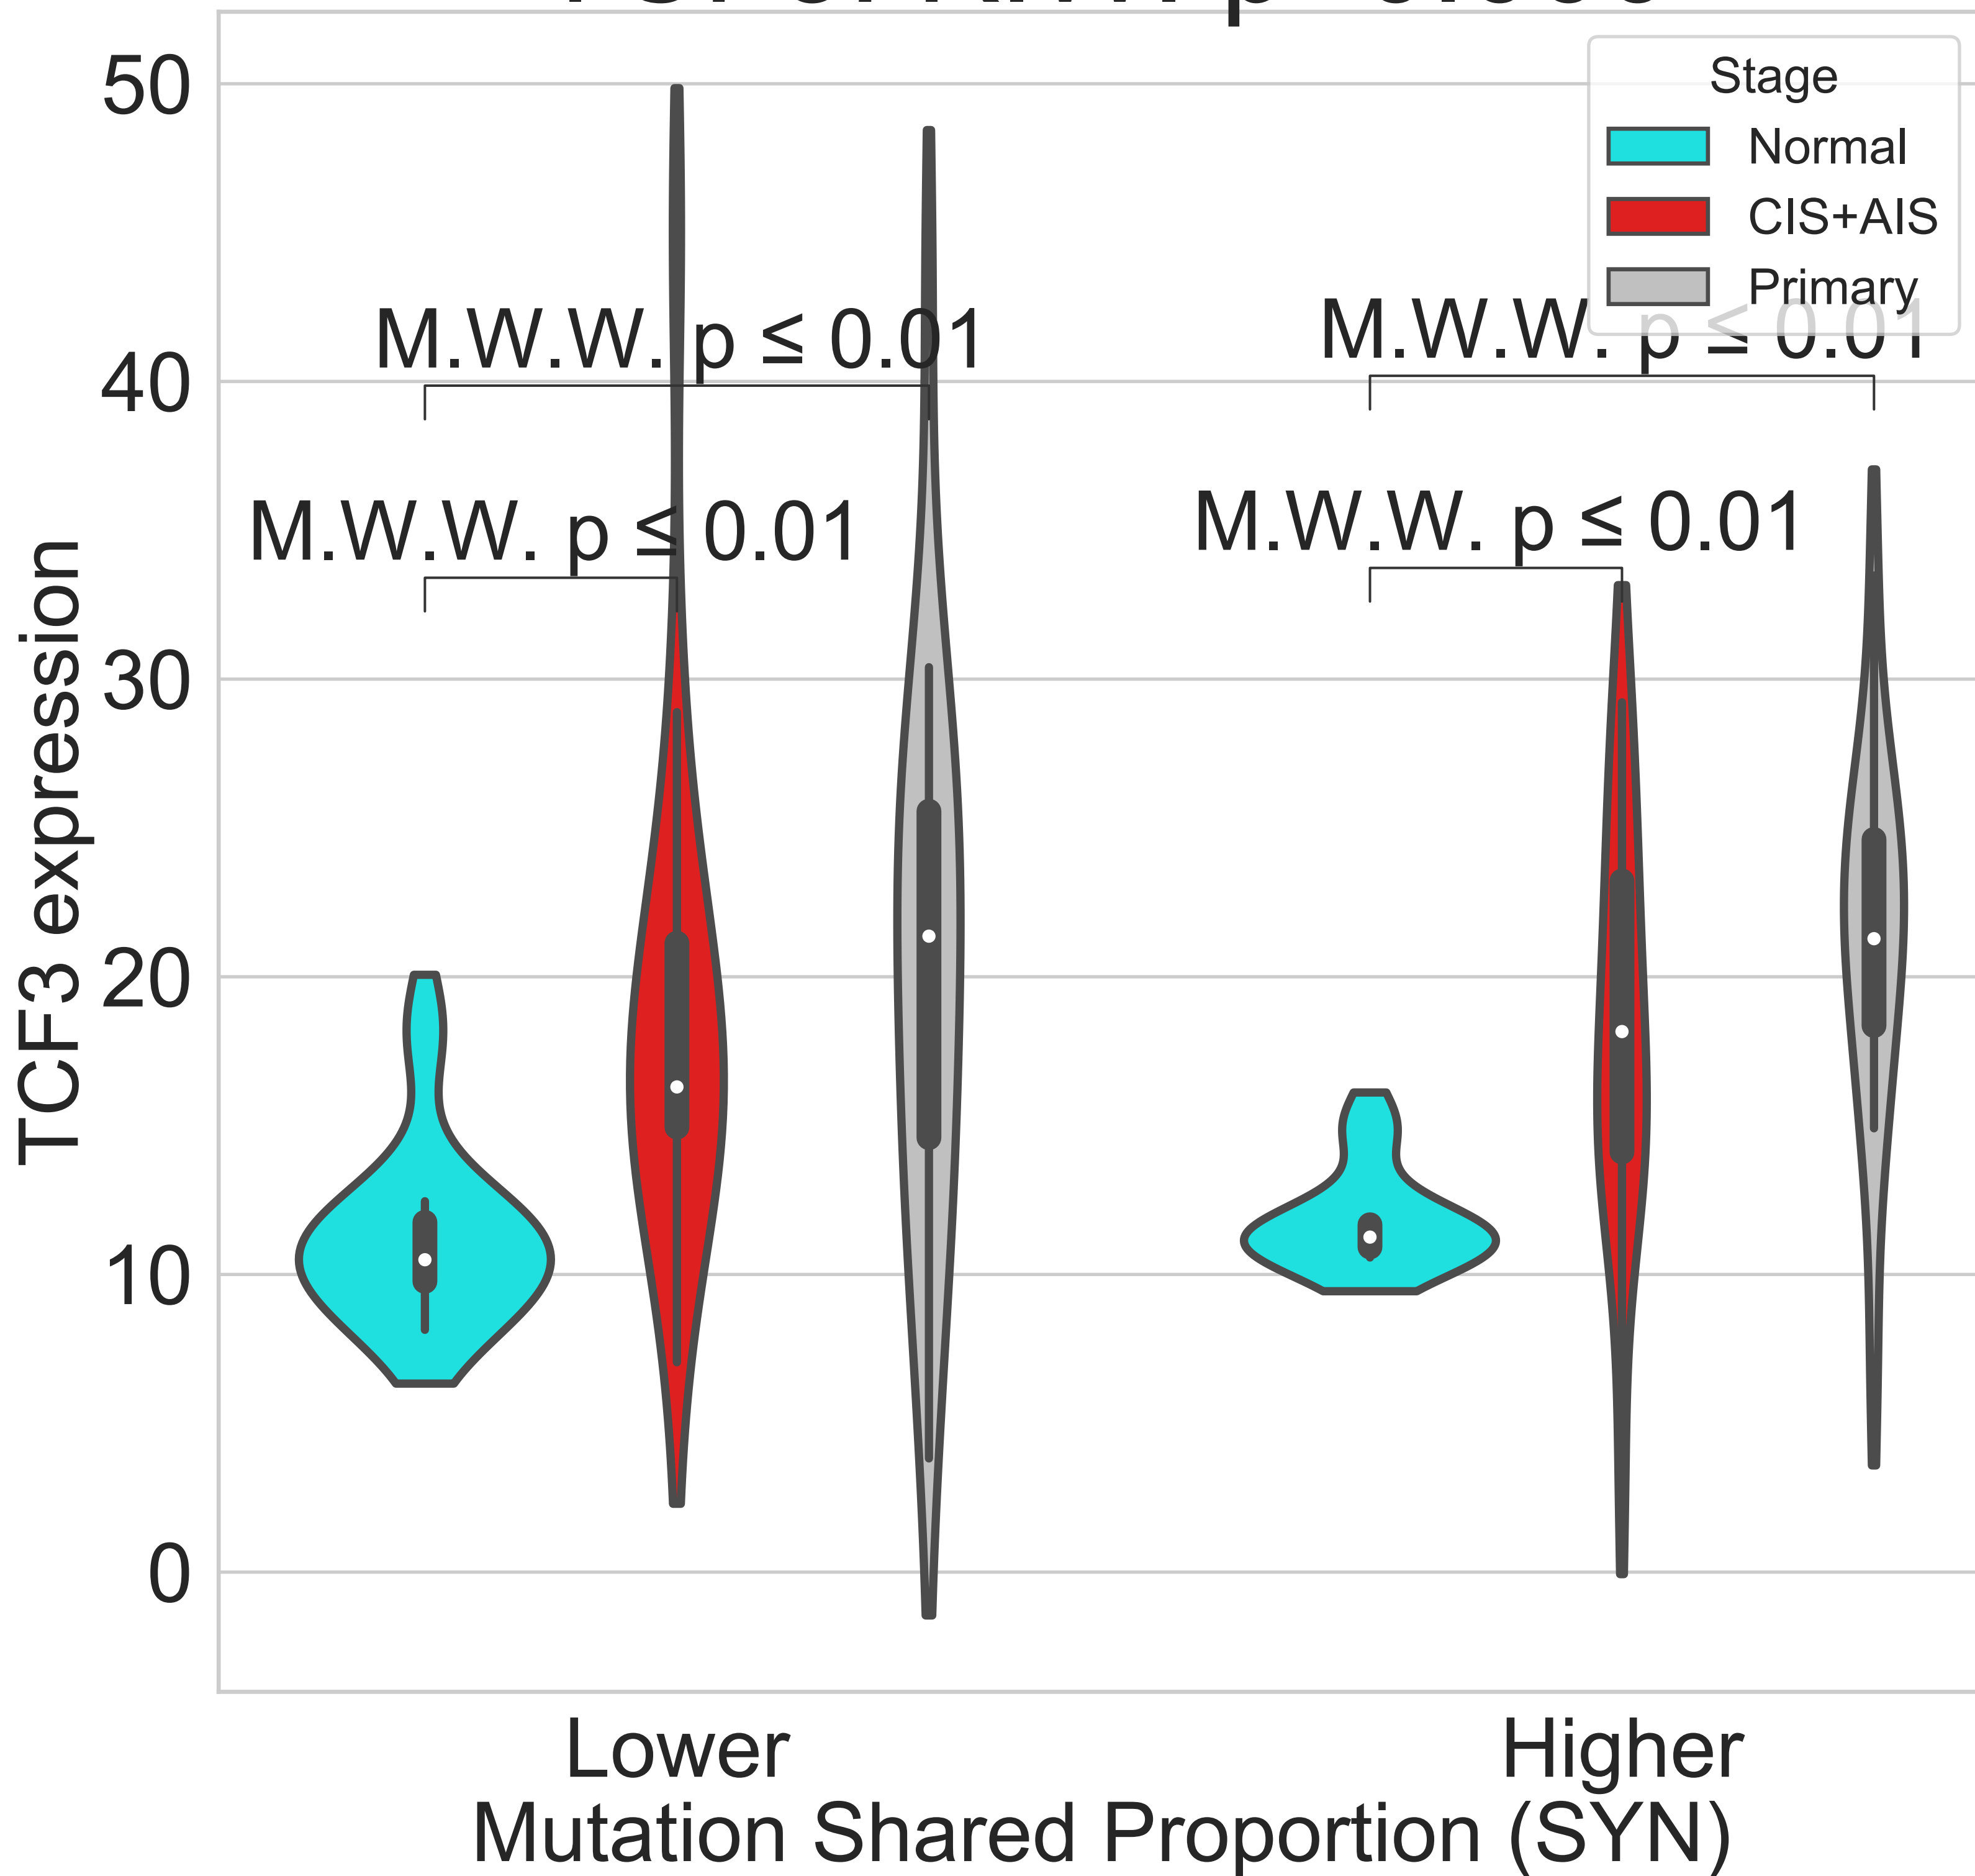 50
40
30
20
10
0
TCF3 expression
Stage
Normal
CIS+AIS
Primary
M.W.W. p ≤ 0.01
M.W.W. p ≤ 0.01
M.W.W. p ≤ 0.01
M.W.W. p ≤ 0.01
Lower
Higher
Mutation Shared Proportion (SYN)